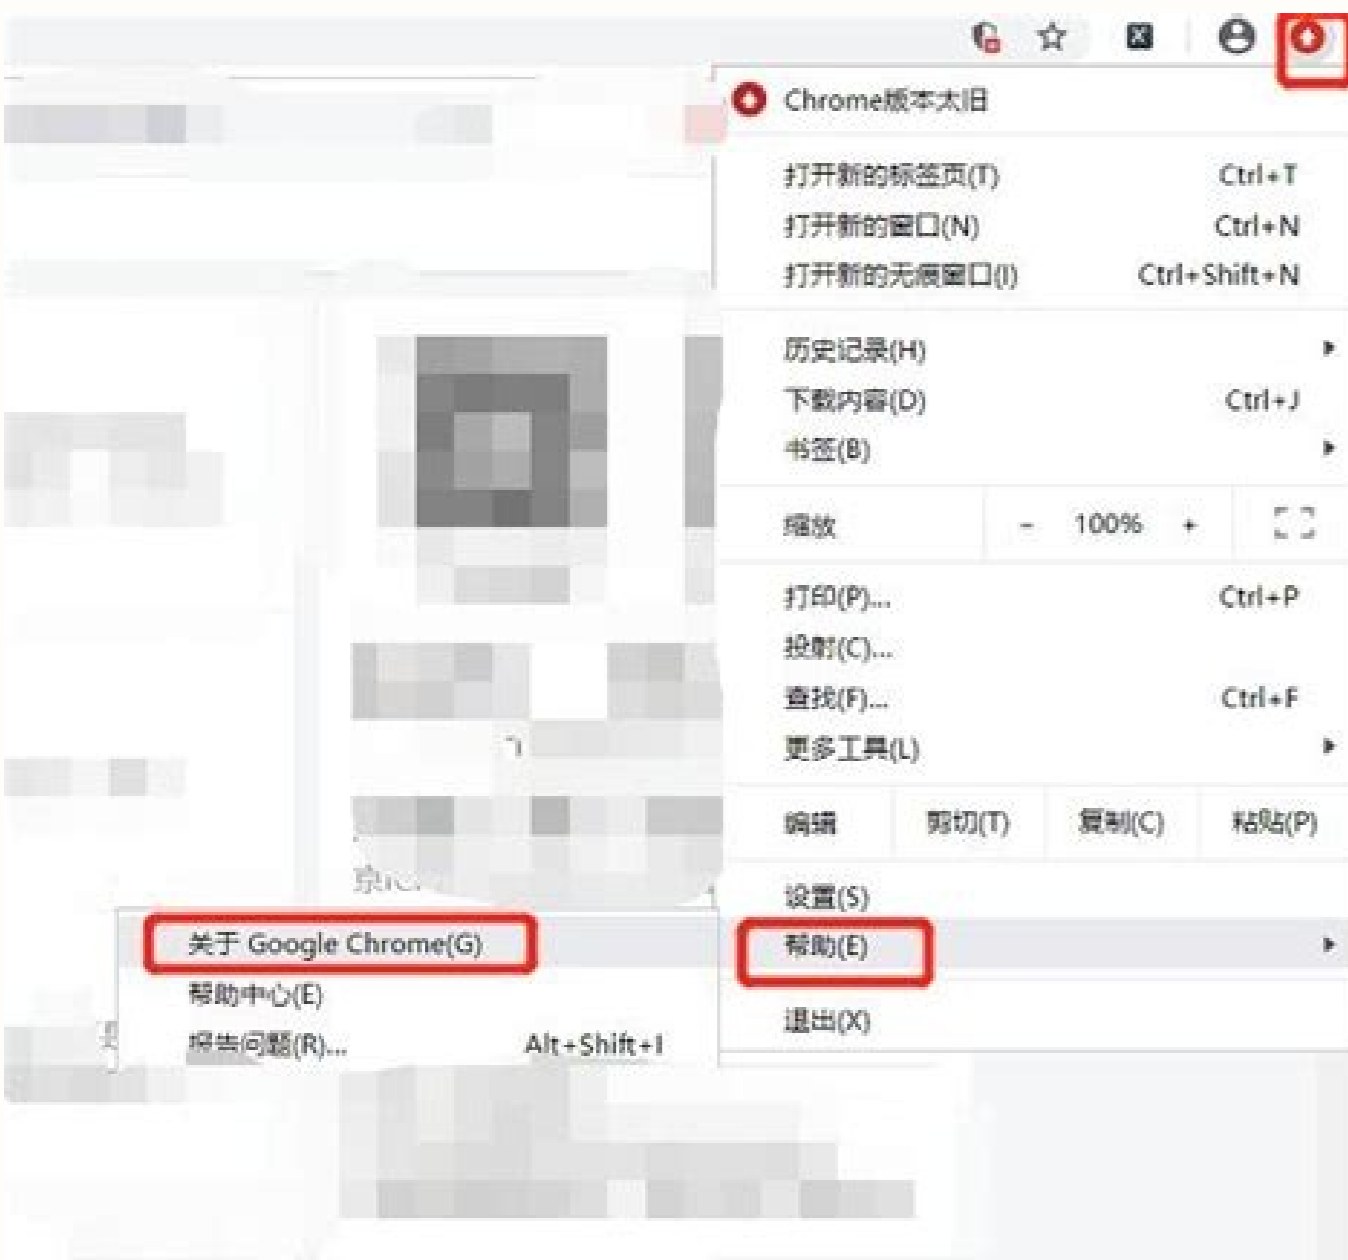 Chrome版本太旧
打开新的标签页(T) Ctrl+T
打开新的窗口(N) Ctrl+N
打开新的无痕窗口(I) Ctrl+Shift+N
历史记录(H)
下载内容(D) Ctrl+J
书签(B)
缩放 - 100% +
打印(P)... Ctrl+P
投射(C)...
查找(F)... Ctrl+F
更多工具(L)
编辑 剪切(T) 复制(C) 粘贴(P)
设置(S)
帮助(E)
退出(X)
关于 Google Chrome(G)
帮助中心(E)
报告问题(R)... Alt+Shift+I